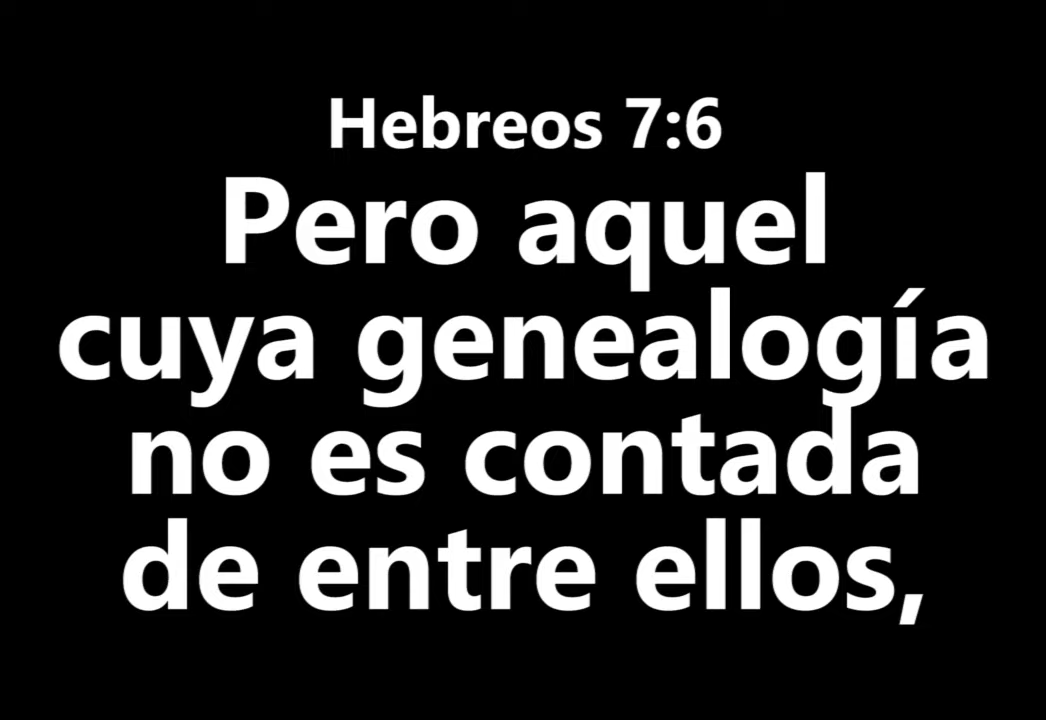 Hebreos 7:6
Pero aquel
cuya genealogía
no es contada
de entre ellos,